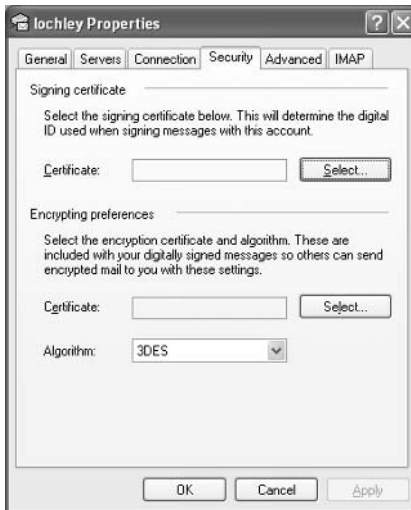 lochley Properties
General Servers Connection Security Advanced IMAP
Signing certificate
Select the signing certificate below. This will determine the digital
ID used when signing messages with this account.
Certificate: Select...
Encrypting preferences
Select the encryption certificate and algorithm. These are
included with your digitally signed messages so others can send
encrypted mail to you with these settings.
Certificate: Select...
Algorithm: 3DES
OK Cancel Apply